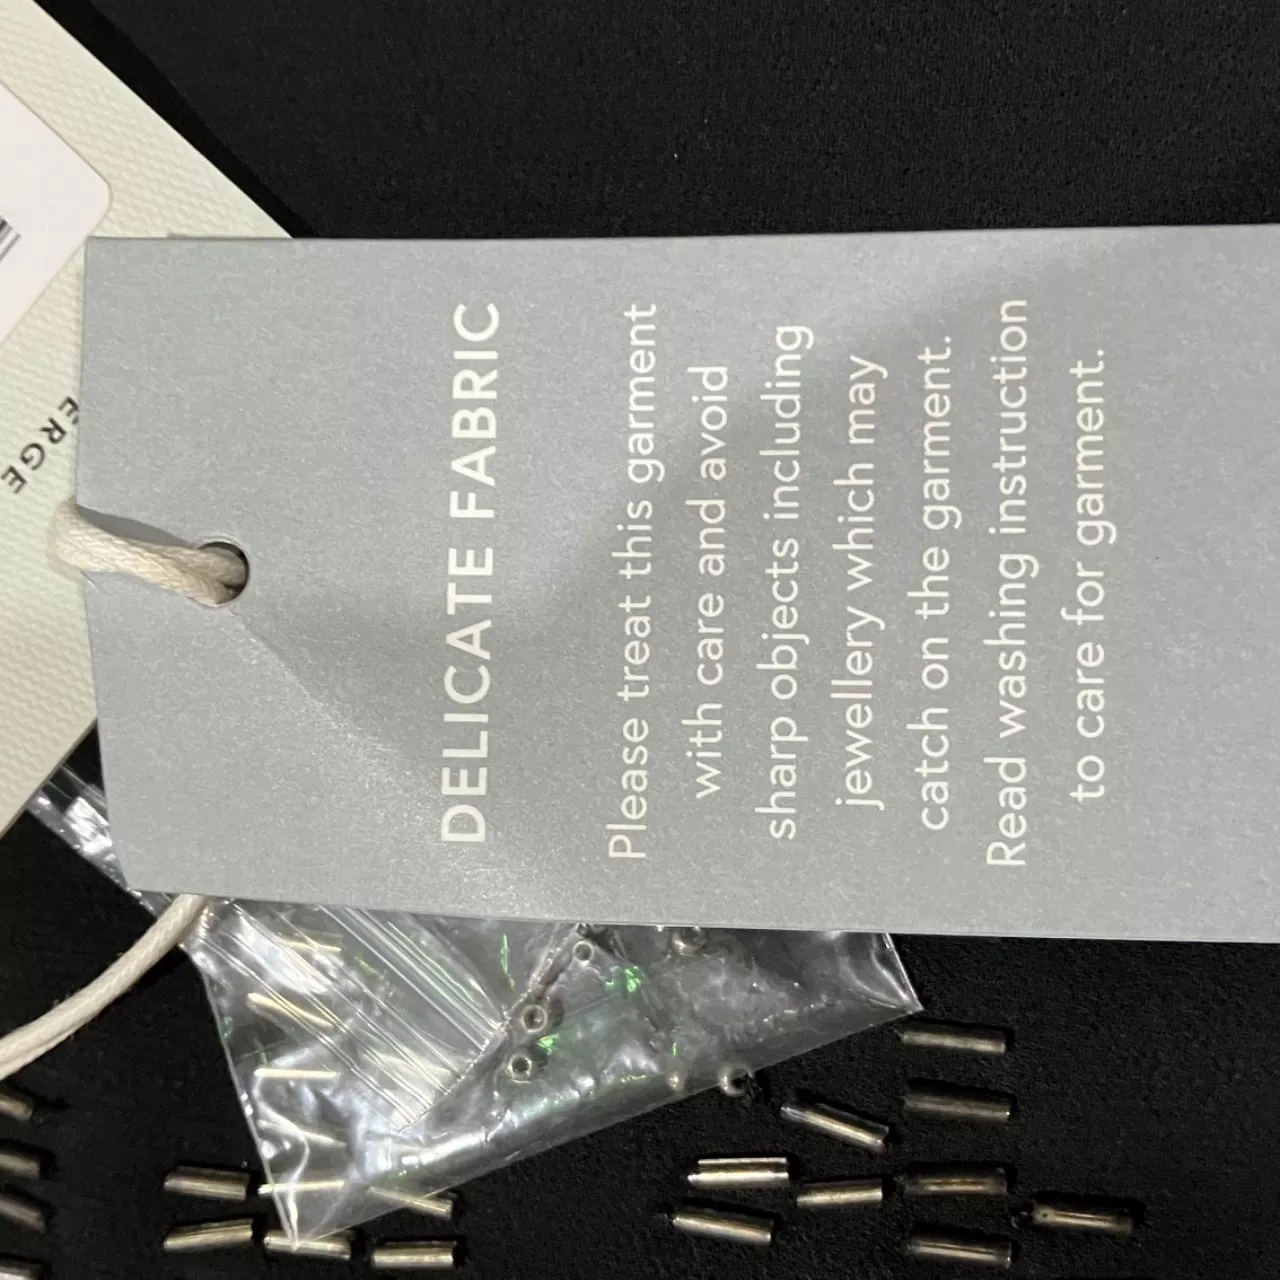 DELICATE FABRIC
Please treat this garment
with care and avoid
sharp objects including
jewellery which may
catch on the garment.
Read washing instruction
to care for garment.
ERGE